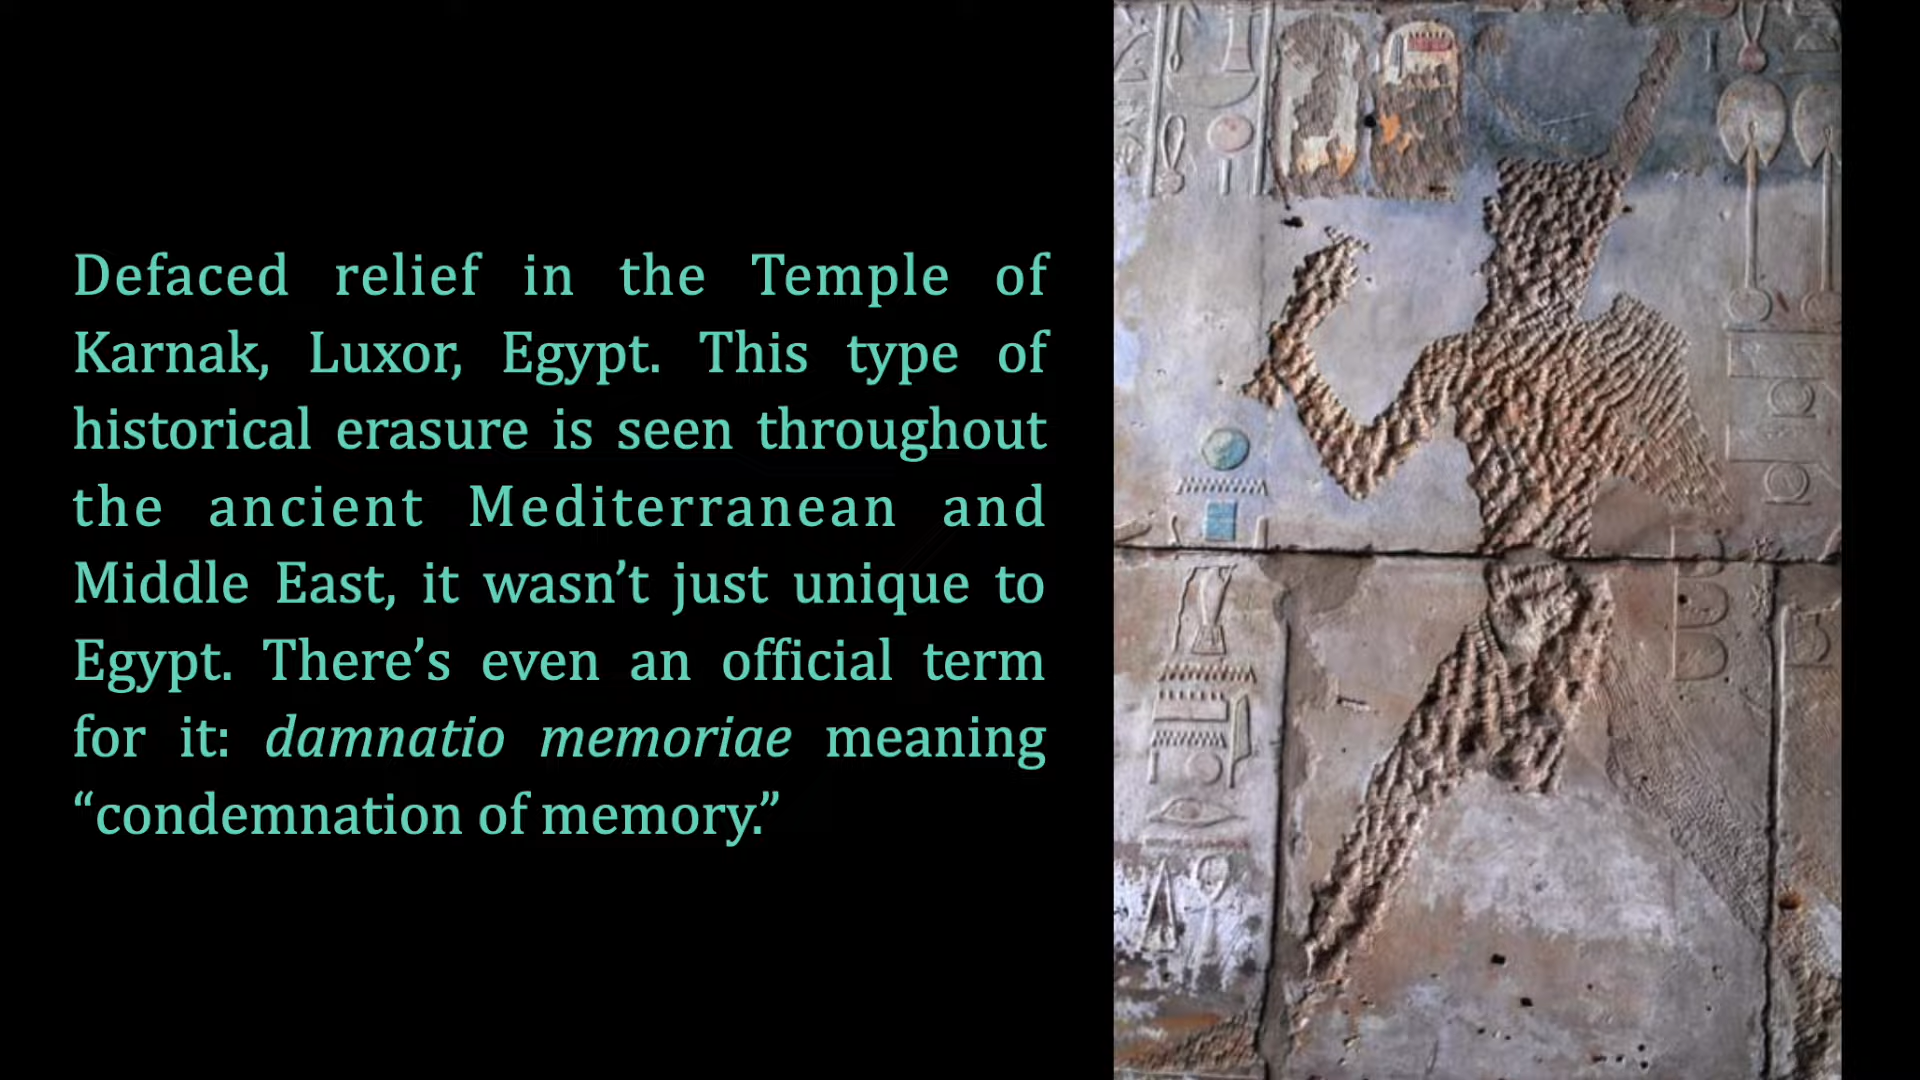 Defaced relief in the Temple of
Karnak, Luxor, Egypt. This type of
historical erasure is seen throughout
the ancient Mediterranean and
Middle East, it wasn’t just unique to
Egypt. There’s even an official term
for it: damnatio memoriae meaning
“condemnation of memory.”